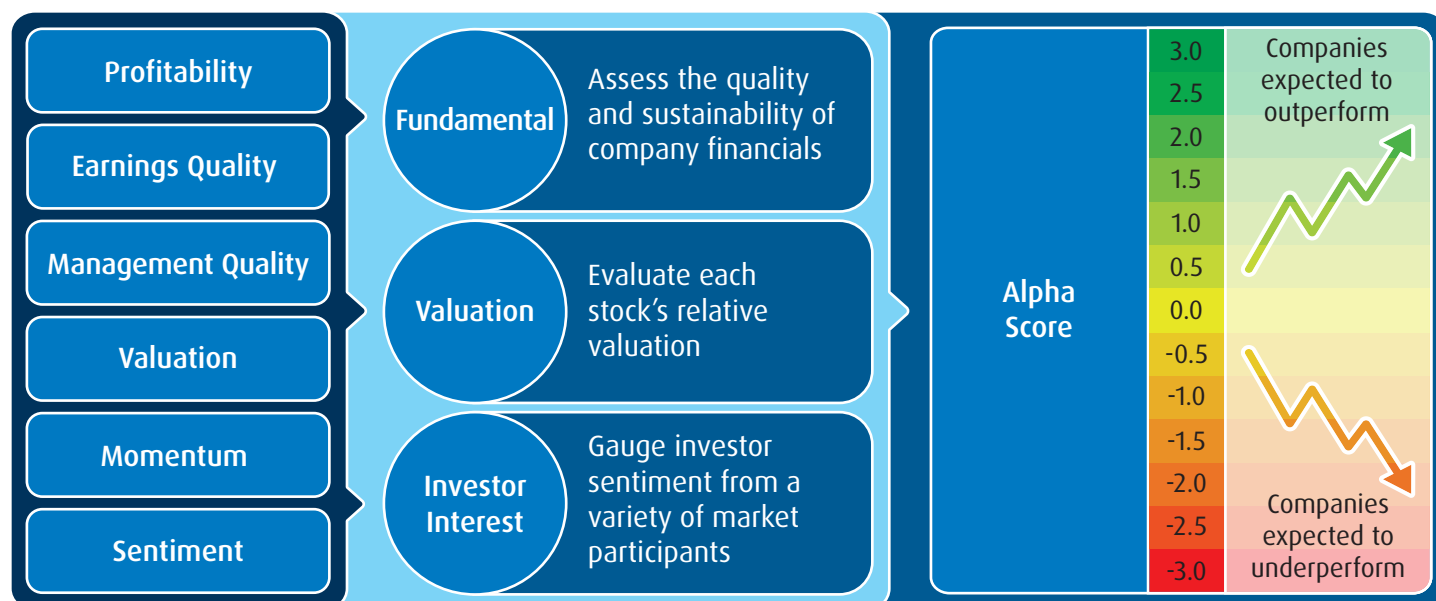 Profitability
Earnings Quality
Management Quality
Valuation
Momentum
Sentiment
Fundamental
Assess the quality
and sustainability of
company financials
Valuation
Evaluate each
stock’s relative
valuation
Investor
Interest
Gauge investor
sentiment from a
variety of market
participants
Alpha
Score
3.0
2.5
2.0
1.5
1.0
0.5
0.0
-0.5
-1.0
-1.5
-2.0
-2.5
-3.0
Companies
expected to
outperform
Companies
expected to
underperform